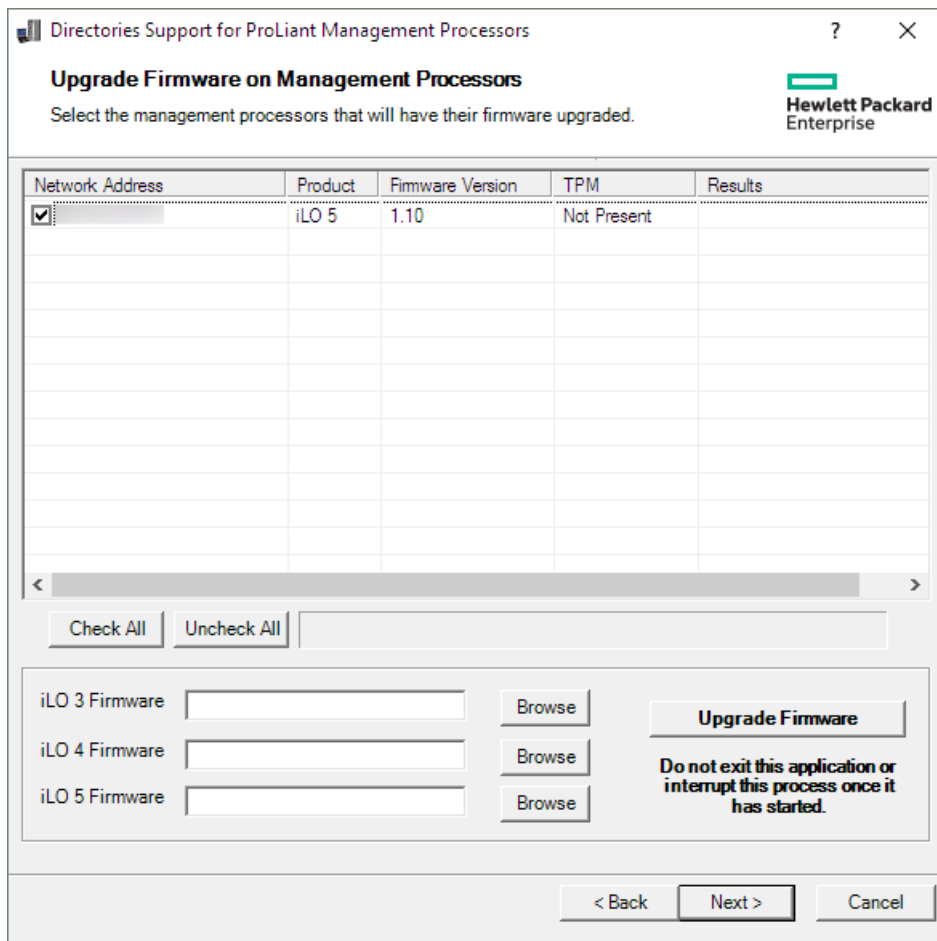 Directories Support for ProLiant Management Processors ?
Upgrade Firmware on Management Processors
Select the management processors that will have their firmware upgraded.
Hewlett Packard
Enterprise
Network Address Product Firmware Version TPM Results
iLO 5 1.10 Not Present
Check All Uncheck All
iLO 3 Firmware Browse
iLO 4 Firmware Browse
iLO 5 Firmware Browse
Upgrade Firmware
Do not exit this application or
interrupt this process once it
has started.
< Back Next > Cancel